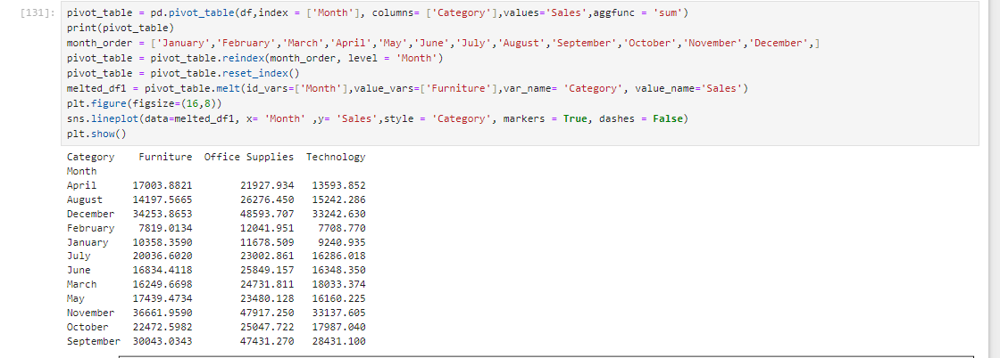 [131]: pivot_table = pd.pivot_table(df,index = ['Month'], columns= ['Category'],values='Sales',aggfunc = 'sum')
print(pivot_table)
month_order = ['January','February','March','April','May','June','July','August','September','October','November','December',]
pivot_table = pivot_table.reindex(month_order, level = 'Month')
pivot_table = pivot_table.reset_index()
melted_df1 = pivot_table.melt(id_vars=['Month'],value_vars=['Furniture'],var_name= 'Category', value_name='Sales')
plt.figure(figsize=(16,8))
sns.lineplot(data=melted_df1, x= 'Month' ,y= 'Sales',style = 'Category', markers = True, dashes = False)
plt.show()
Category Furniture Office Supplies Technology
Month
April 17003.8821 21927.934 13593.852
August 14197.5665 26276.450 15242.286
December 34253.8653 48593.707 33242.630
February 7819.0134 12041.951 7708.770
January 10358.3590 11678.509 9240.935
July 20036.6020 23002.861 16286.018
June 16834.4118 25849.157 16348.350
March 16249.6698 24731.811 18033.374
May 17439.4734 23480.128 16160.225
November 36661.9590 47917.250 33137.605
October 22472.5982 25047.722 17987.040
September 30043.0343 47431.270 28431.100